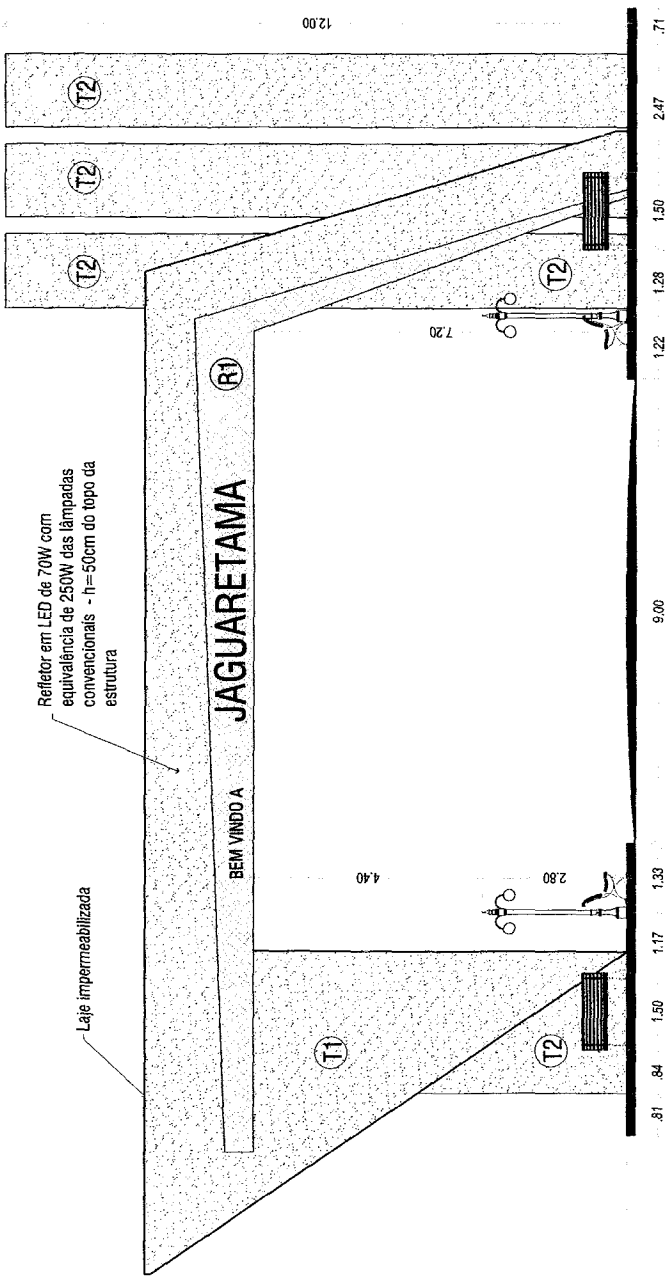 Laje impermeabilizada
Refletor em LED de 70W com
equivalência de 250W das lâmpadas
convencionais - h=50cm do topo da
estrutura
T2
T2
T2
12.00
BEM VINDO A
JAGUARETAMA
R1
T1
T2
T2
4.40
2.80
7.20
.81
.84
1.50
1.17
1.33
9.00
1.22
1.28
1.50
2.47
.71